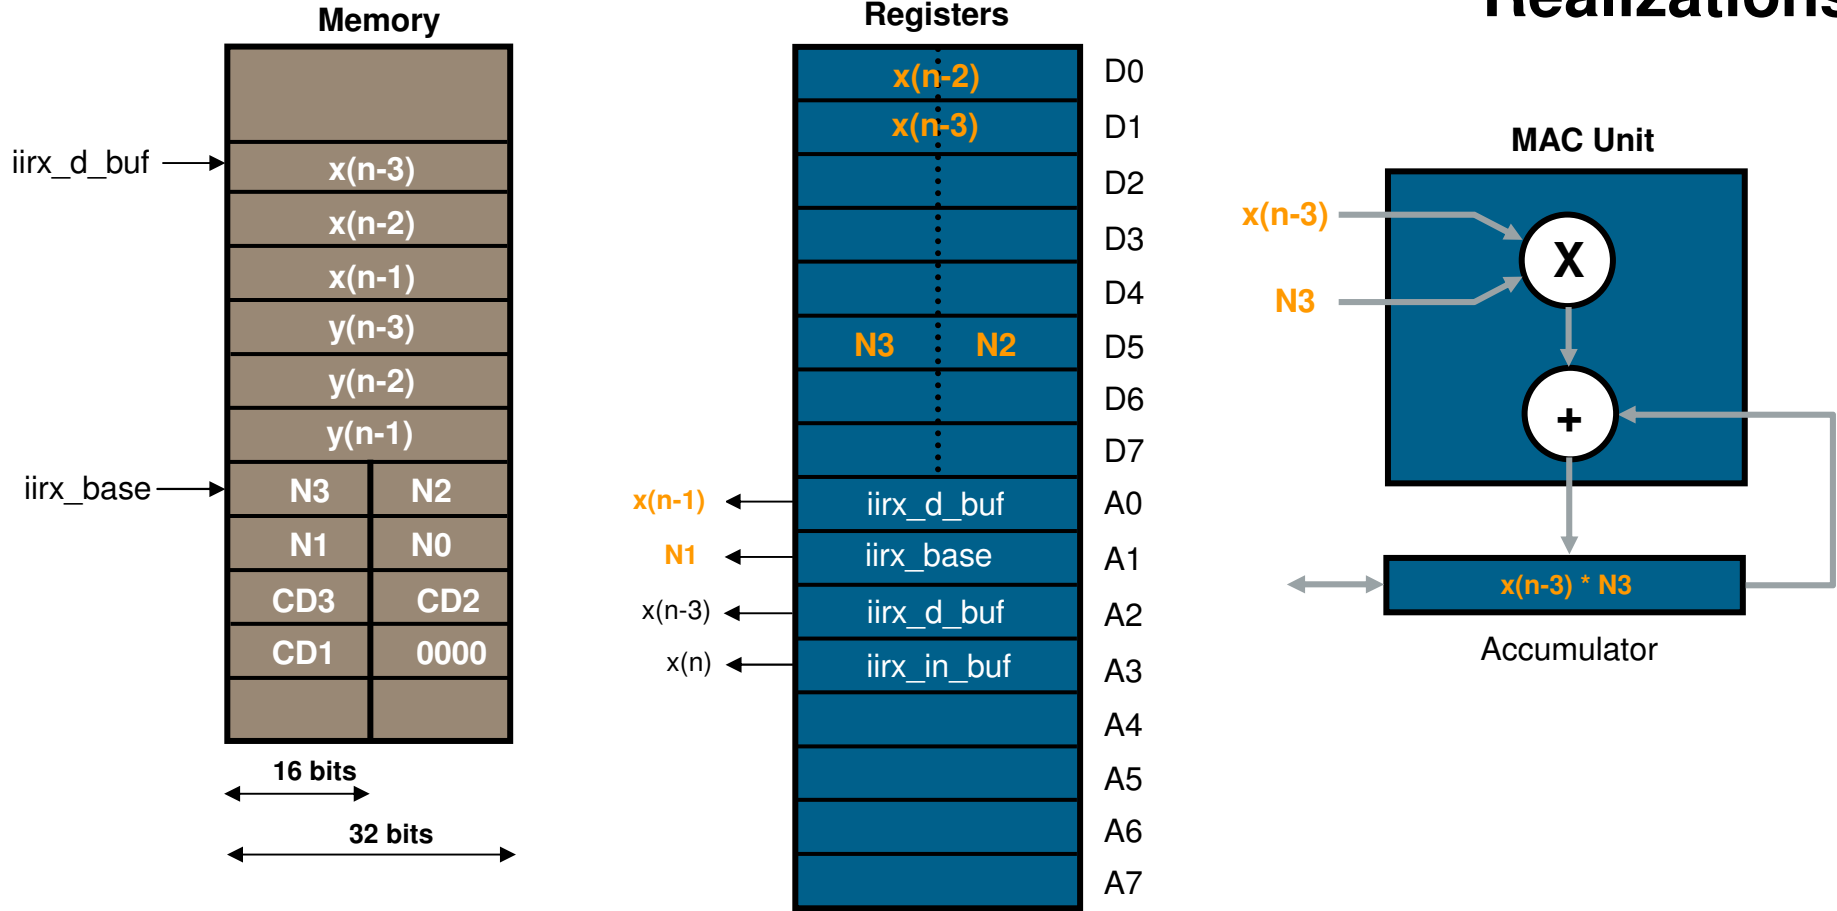 Realizations
Memory
iirx_d_buf
x(n-3)
x(n-2)
x(n-1)
y(n-3)
y(n-2)
y(n-1)
iirx_base
N3 N2
N1 N0
CD3 CD2
CD1 0000
16 bits
32 bits
Registers
x(n-2) D0
x(n-3) D1
D2
D3
D4
N3 N2 D5
D6
D7
x(n-1) iirx_d_buf A0
N1 iirx_base A1
x(n-3) iirx_d_buf A2
x(n) iirx_in_buf A3
A4
A5
A6
A7
MAC Unit
x(n-3)
X
N3
+
x(n-3) * N3
Accumulator